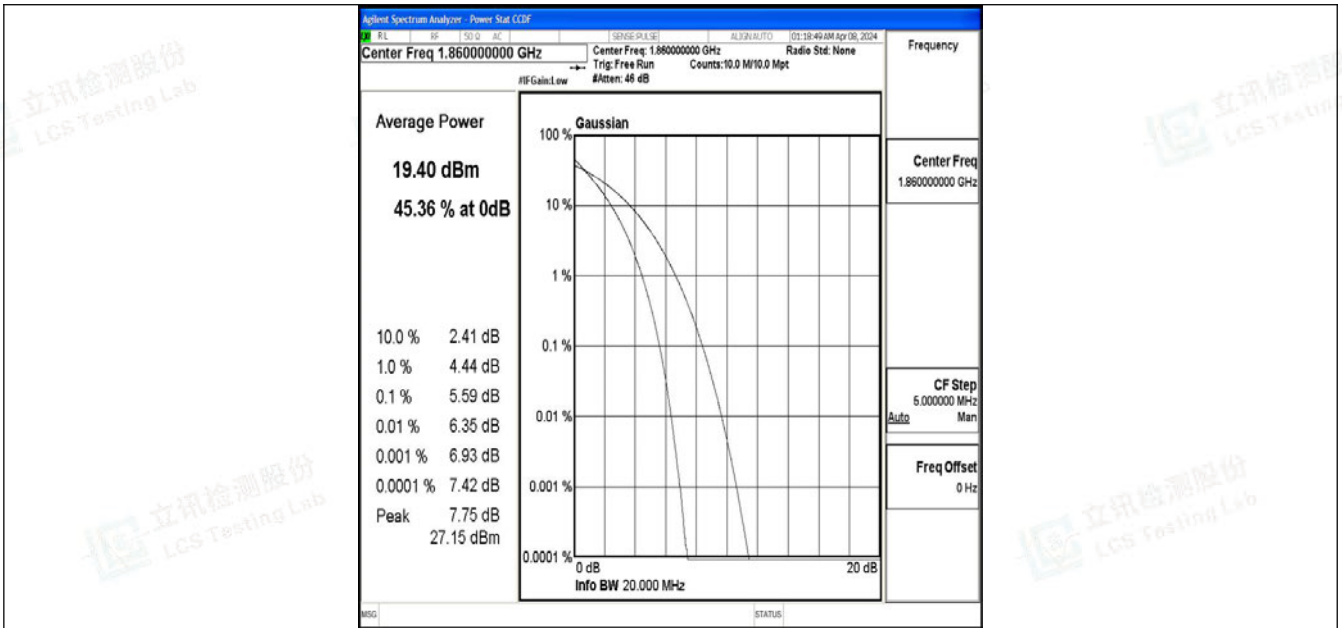 Agilent Spectrum Analyzer - Power Stat CCDF
RL RF 50 Ω AC SENSE:PULSE ALIGNAUTO 01:18:49 AM Apr 08, 2024
Center Freq 1.860000000 GHz
Center Freq: 1.860000000 GHz Radio Std: None
Trig: Free Run Counts:10.0 M/10.0 Mpt
#IFGain:Low #Atten: 46 dB
Frequency
Average Power
19.40 dBm
45.36 % at 0dB
10.0 % 2.41 dB
1.0 % 4.44 dB
0.1 % 5.59 dB
0.01 % 6.35 dB
0.001 % 6.93 dB
0.0001 % 7.42 dB
Peak 7.75 dB
27.15 dBm
Gaussian
100 %
10 %
1 %
0.1 %
0.01 %
0.001 %
0.0001 %
0 dB 20 dB
Info BW 20.000 MHz
Center Freq
1.860000000 GHz
CF Step
5.000000 MHz
Auto Man
Freq Offset
0 Hz
MSG STATUS
立讯检测股份
LCS Testing Lab
立讯检测股
LCS Testing
立讯检测股份
LCS Testing Lab
立讯检测股份
LCS Testing Lab